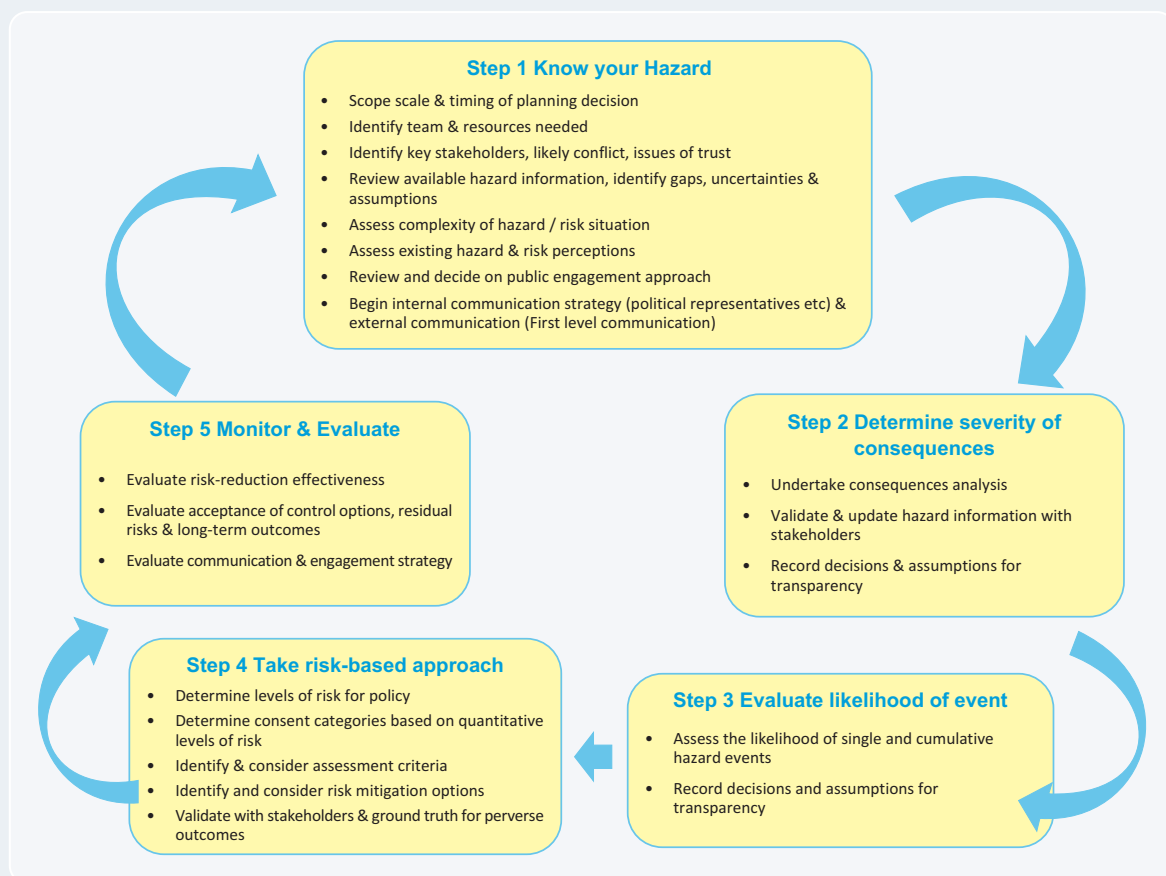 Step 1 Know your Hazard
• Scope scale & timing of planning decision
• Identify team & resources needed
• Identify key stakeholders, likely conflict, issues of trust
• Review available hazard information, identify gaps, uncertainties &
assumptions
• Assess complexity of hazard / risk situation
• Assess existing hazard & risk perceptions
• Review and decide on public engagement approach
• Begin internal communication strategy (political representatives etc) &
external communication (First level communication)
Step 2 Determine severity of
consequences
• Undertake consequences analysis
• Validate & update hazard information with
stakeholders
• Record decisions & assumptions for
transparency
Step 3 Evaluate likelihood of event
• Assess the likelihood of single and cumulative
hazard events
• Record decisions and assumptions for
transparency
Step 4 Take risk-based approach
• Determine levels of risk for policy
• Determine consent categories based on quantitative
levels of risk
• Identify & consider assessment criteria
• Identify and consider risk mitigation options
• Validate with stakeholders & ground truth for perverse
outcomes
Step 5 Monitor & Evaluate
• Evaluate risk-reduction effectiveness
• Evaluate acceptance of control options, residual
risks & long-term outcomes
• Evaluate communication & engagement strategy